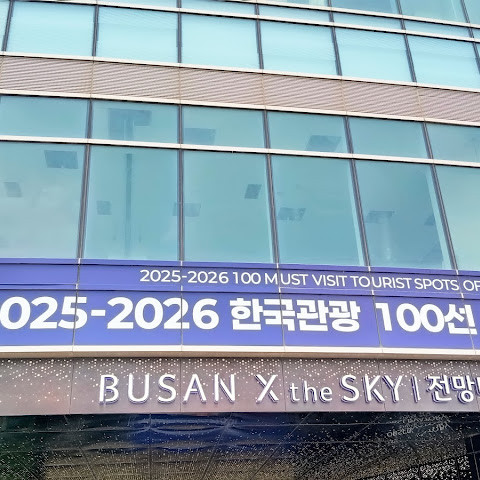 2025-2026 100 MUST VISIT TOURIST SPOTS OF
025-2026 한국관광 100선
BUSAN X the SKY | 전망